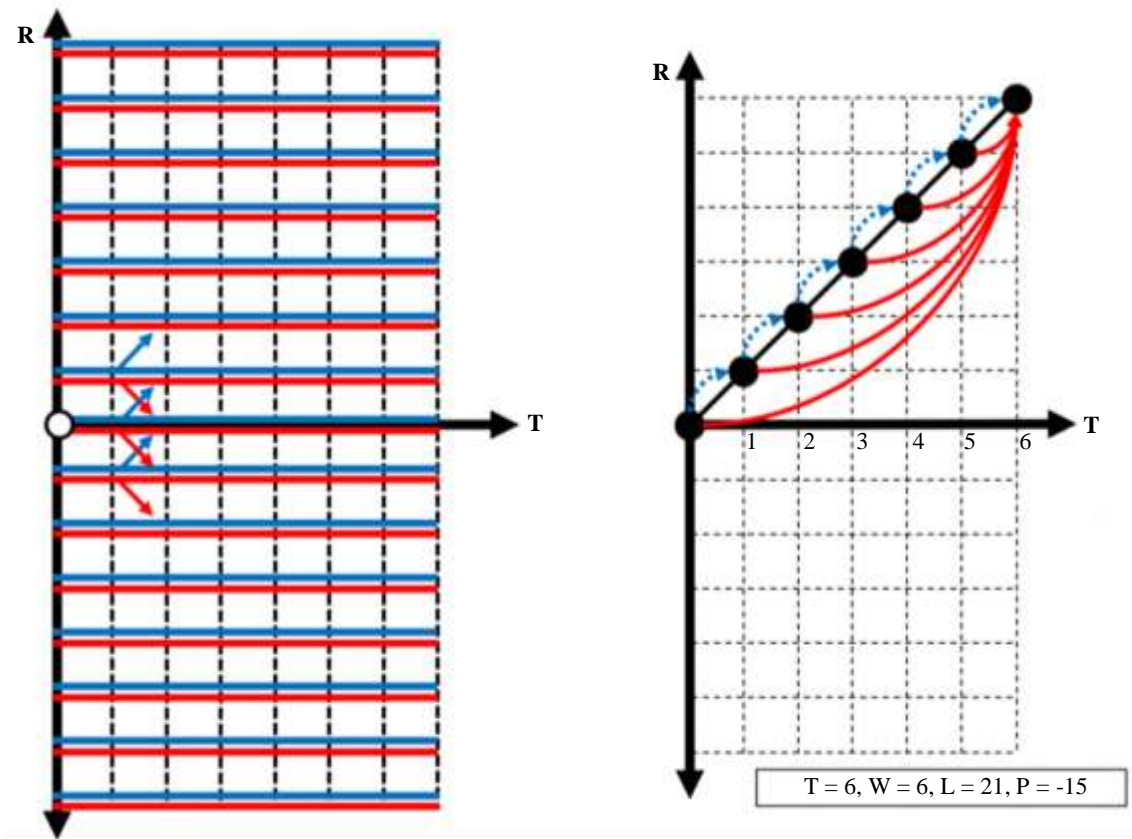 R
T
R
T
1 2 3 4 5 6
T = 6, W = 6, L = 21, P = -15